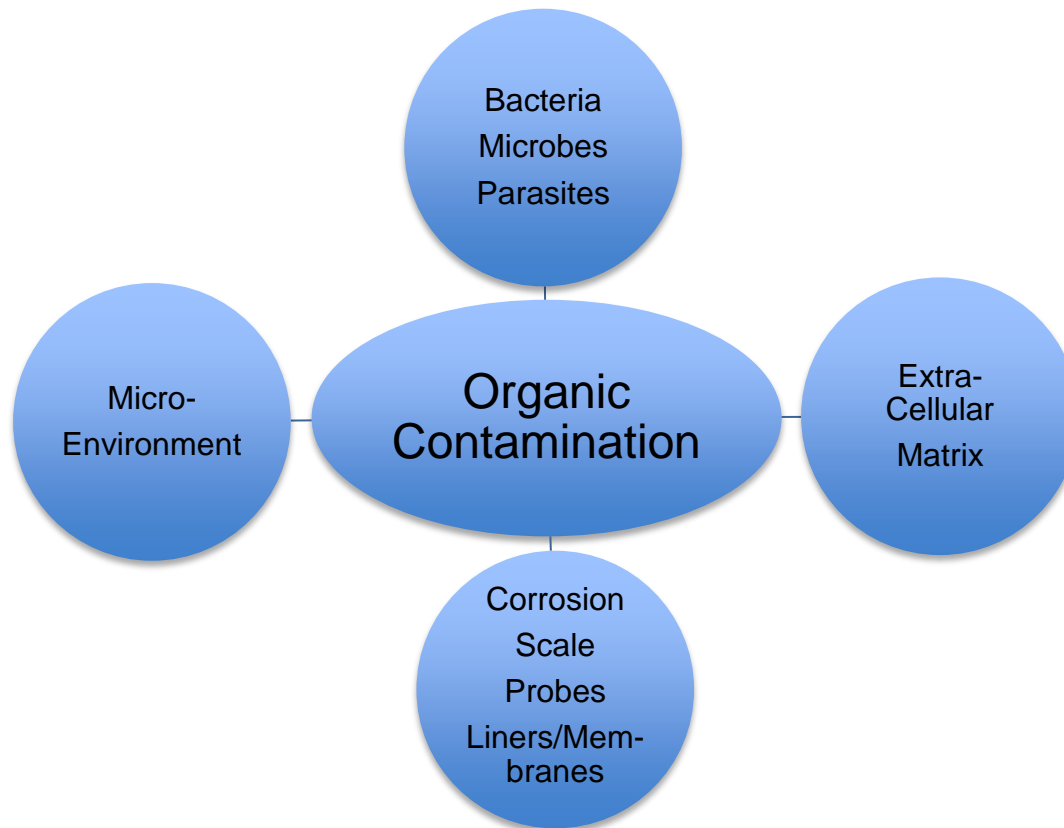 Bacteria
Microbes
Parasites
Micro-
Environment
Organic
Contamination
Extra-
Cellular
Matrix
Corrosion
Scale
Probes
Liners/Mem-
branes